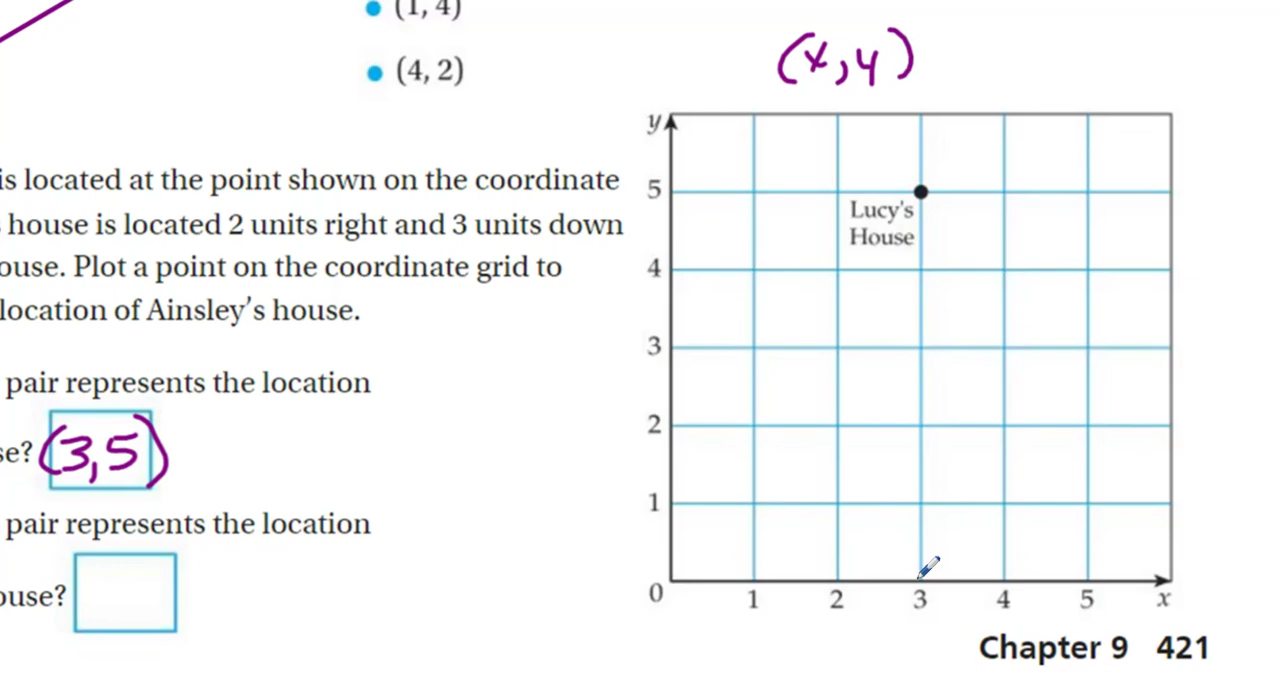 (1, 4)
(4, 2)
(x,y)
is located at the point shown on the coordinate
house is located 2 units right and 3 units down
ouse. Plot a point on the coordinate grid to
location of Ainsley's house.
pair represents the location
se? (3,5)
pair represents the location
ouse?
y
5
Lucy's
House
4
3
2
1
0 1 2 3 4 5 x
Chapter 9 421